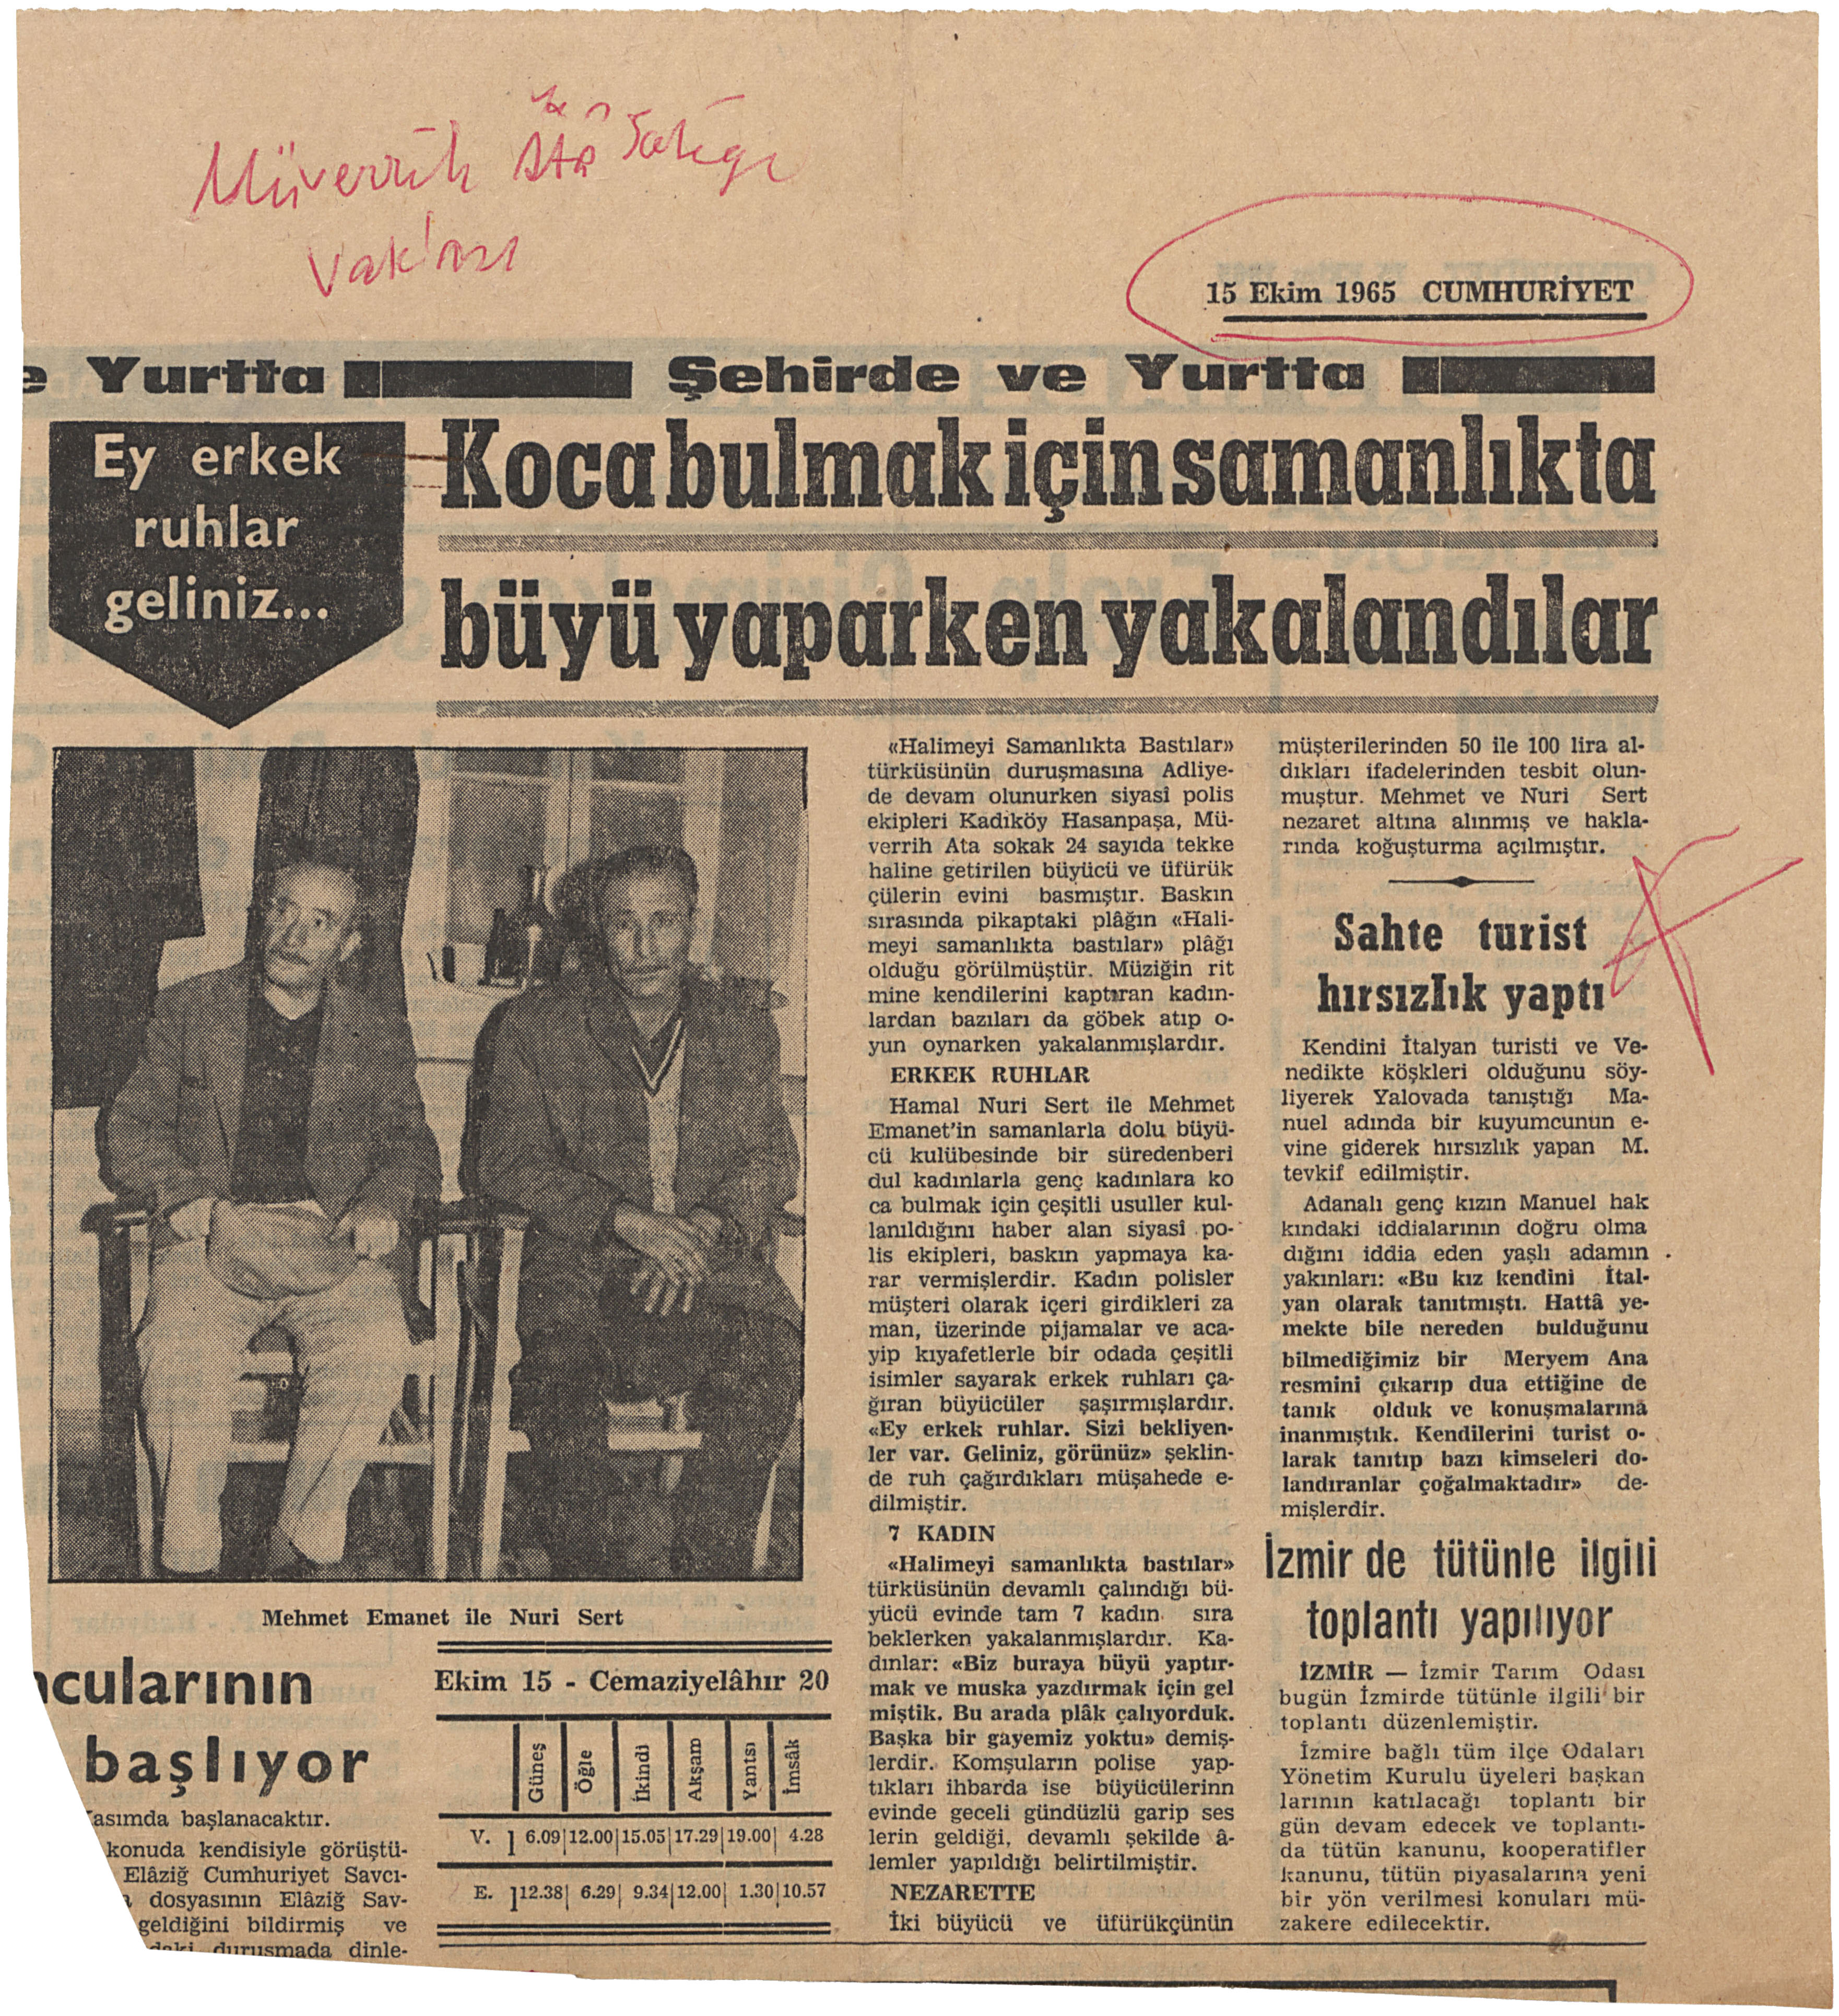 Müverrih Ata Sokağı
Vak'ası
15 Ekim 1965 CUMHURİYET
e Yurtta Şehirde ve Yurtta
Ey erkek
ruhlar
geliniz...
Koca bulmak için samanlıkta
büyü yaparken yakalandılar
Mehmet Emanet ile Nuri Sert
«Halimeyi Samanlıkta Bastılar»
türküsünün duruşmasına Adliye-
de devam olunurken siyasî polis
ekipleri Kadıköy Hasanpaşa, Mü-
verrih Ata sokak 24 sayıda tekke
haline getirilen büyücü ve üfürük
çülerin evini basmıştır. Baskın
sırasında pikaptaki plâğın «Hali-
meyi samanlıkta bastılar» plâğı
olduğu görülmüştür. Müziğin rit
mine kendilerini kaptıran kadın-
lardan bazıları da göbek atıp o-
yun oynarken yakalanmışlardır.
ERKEK RUHLAR
Hamal Nuri Sert ile Mehmet
Emanet'in samanlarla dolu büyü-
cü kulübesinde bir süredenberi
dul kadınlarla genç kadınlara ko
ca bulmak için çeşitli usuller kul-
lanıldığını haber alan siyasî po-
lis ekipleri, baskın yapmaya ka-
rar vermişlerdir. Kadın polisler
müşteri olarak içeri girdikleri za
man, üzerinde pijamalar ve aca-
yip kıyafetlerle bir odada çeşitli
isimler sayarak erkek ruhları ça-
ğıran büyücüler şaşırmışlardır.
«Ey erkek ruhlar. Sizi bekliyen-
ler var. Geliniz, görünüz» şeklin-
de ruh çağırdıkları müşahede e-
dilmiştir.
7 KADIN
«Halimeyi samanlıkta bastılar»
türküsünün devamlı çalındığı bü-
yücü evinde tam 7 kadın sıra
beklerken yakalanmışlardır. Ka-
dınlar: «Biz buraya büyü yaptır-
mak ve muska yazdırmak için gel
miştik. Bu arada plâk çalıyorduk.
Başka bir gayemiz yoktu» demiş-
lerdir. Komşuların polise yap-
tıkları ihbarda ise büyücülerinn
evinde geceli gündüzlü garip ses
lerin geldiği, devamlı şekilde â-
lemler yapıldığı belirtilmiştir.
NEZARETTE
İki büyücü ve üfürükçünün
müşterilerinden 50 ile 100 lira al-
dıkları ifadelerinden tesbit olun-
muştur. Mehmet ve Nuri Sert
nezaret altına alınmış ve hakla-
rında koğuşturma açılmıştır.
Sahte turist
hırsızlık yaptı
Kendini İtalyan turisti ve Ve-
nedikte köşkleri olduğunu söy-
liyerek Yalovada tanıştığı Ma-
nuel adında bir kuyumcunun e-
vine giderek hırsızlık yapan M.
tevkif edilmiştir.
Adanalı genç kızın Manuel hak
kındaki iddialarının doğru olma
dığını iddia eden yaşlı adamın
yakınları: «Bu kız kendini İtal-
yan olarak tanıtmıştı. Hattâ ye-
mekte bile nereden bulduğunu
bilmediğimiz bir Meryem Ana
resmini çıkarıp dua ettiğine de
tanık olduk ve konuşmalarınâ
inanmıştık. Kendilerini turist o-
larak tanıtıp bazı kimseleri do-
landıranlar çoğalmaktadır» de-
mişlerdir.
İzmir de tütünle ilgili
toplantı yapılıyor
İZMİR — İzmir Tarım Odası
bugün İzmirde tütünle ilgili bir
toplantı düzenlemiştir.
İzmire bağlı tüm ilçe Odaları
Yönetim Kurulu üyeleri başkan
larının katılacağı toplantı bir
gün devam edecek ve toplantı-
da tütün kanunu, kooperatifler
kanunu, tütün piyasalarına yeni
bir yön verilmesi konuları mü-
zakere edilecektir.
cularının
başlıyor
asımda başlanacaktır.
konuda kendisiyle görüştü-
Elâziğ Cumhuriyet Savcı-
dosyasının Elâziğ Sav-
geldiğini bildirmiş ve
daki duruşmada dinle-
Ekim 15 - Cemaziyelâhır 20
Güneş Öğle İkindi Akşam Yantsı İmsâk
V. 6.09 12.00 15.05 17.29 19.00 4.28
E. 12.38 6.29 9.34 12.00 1.30 10.57